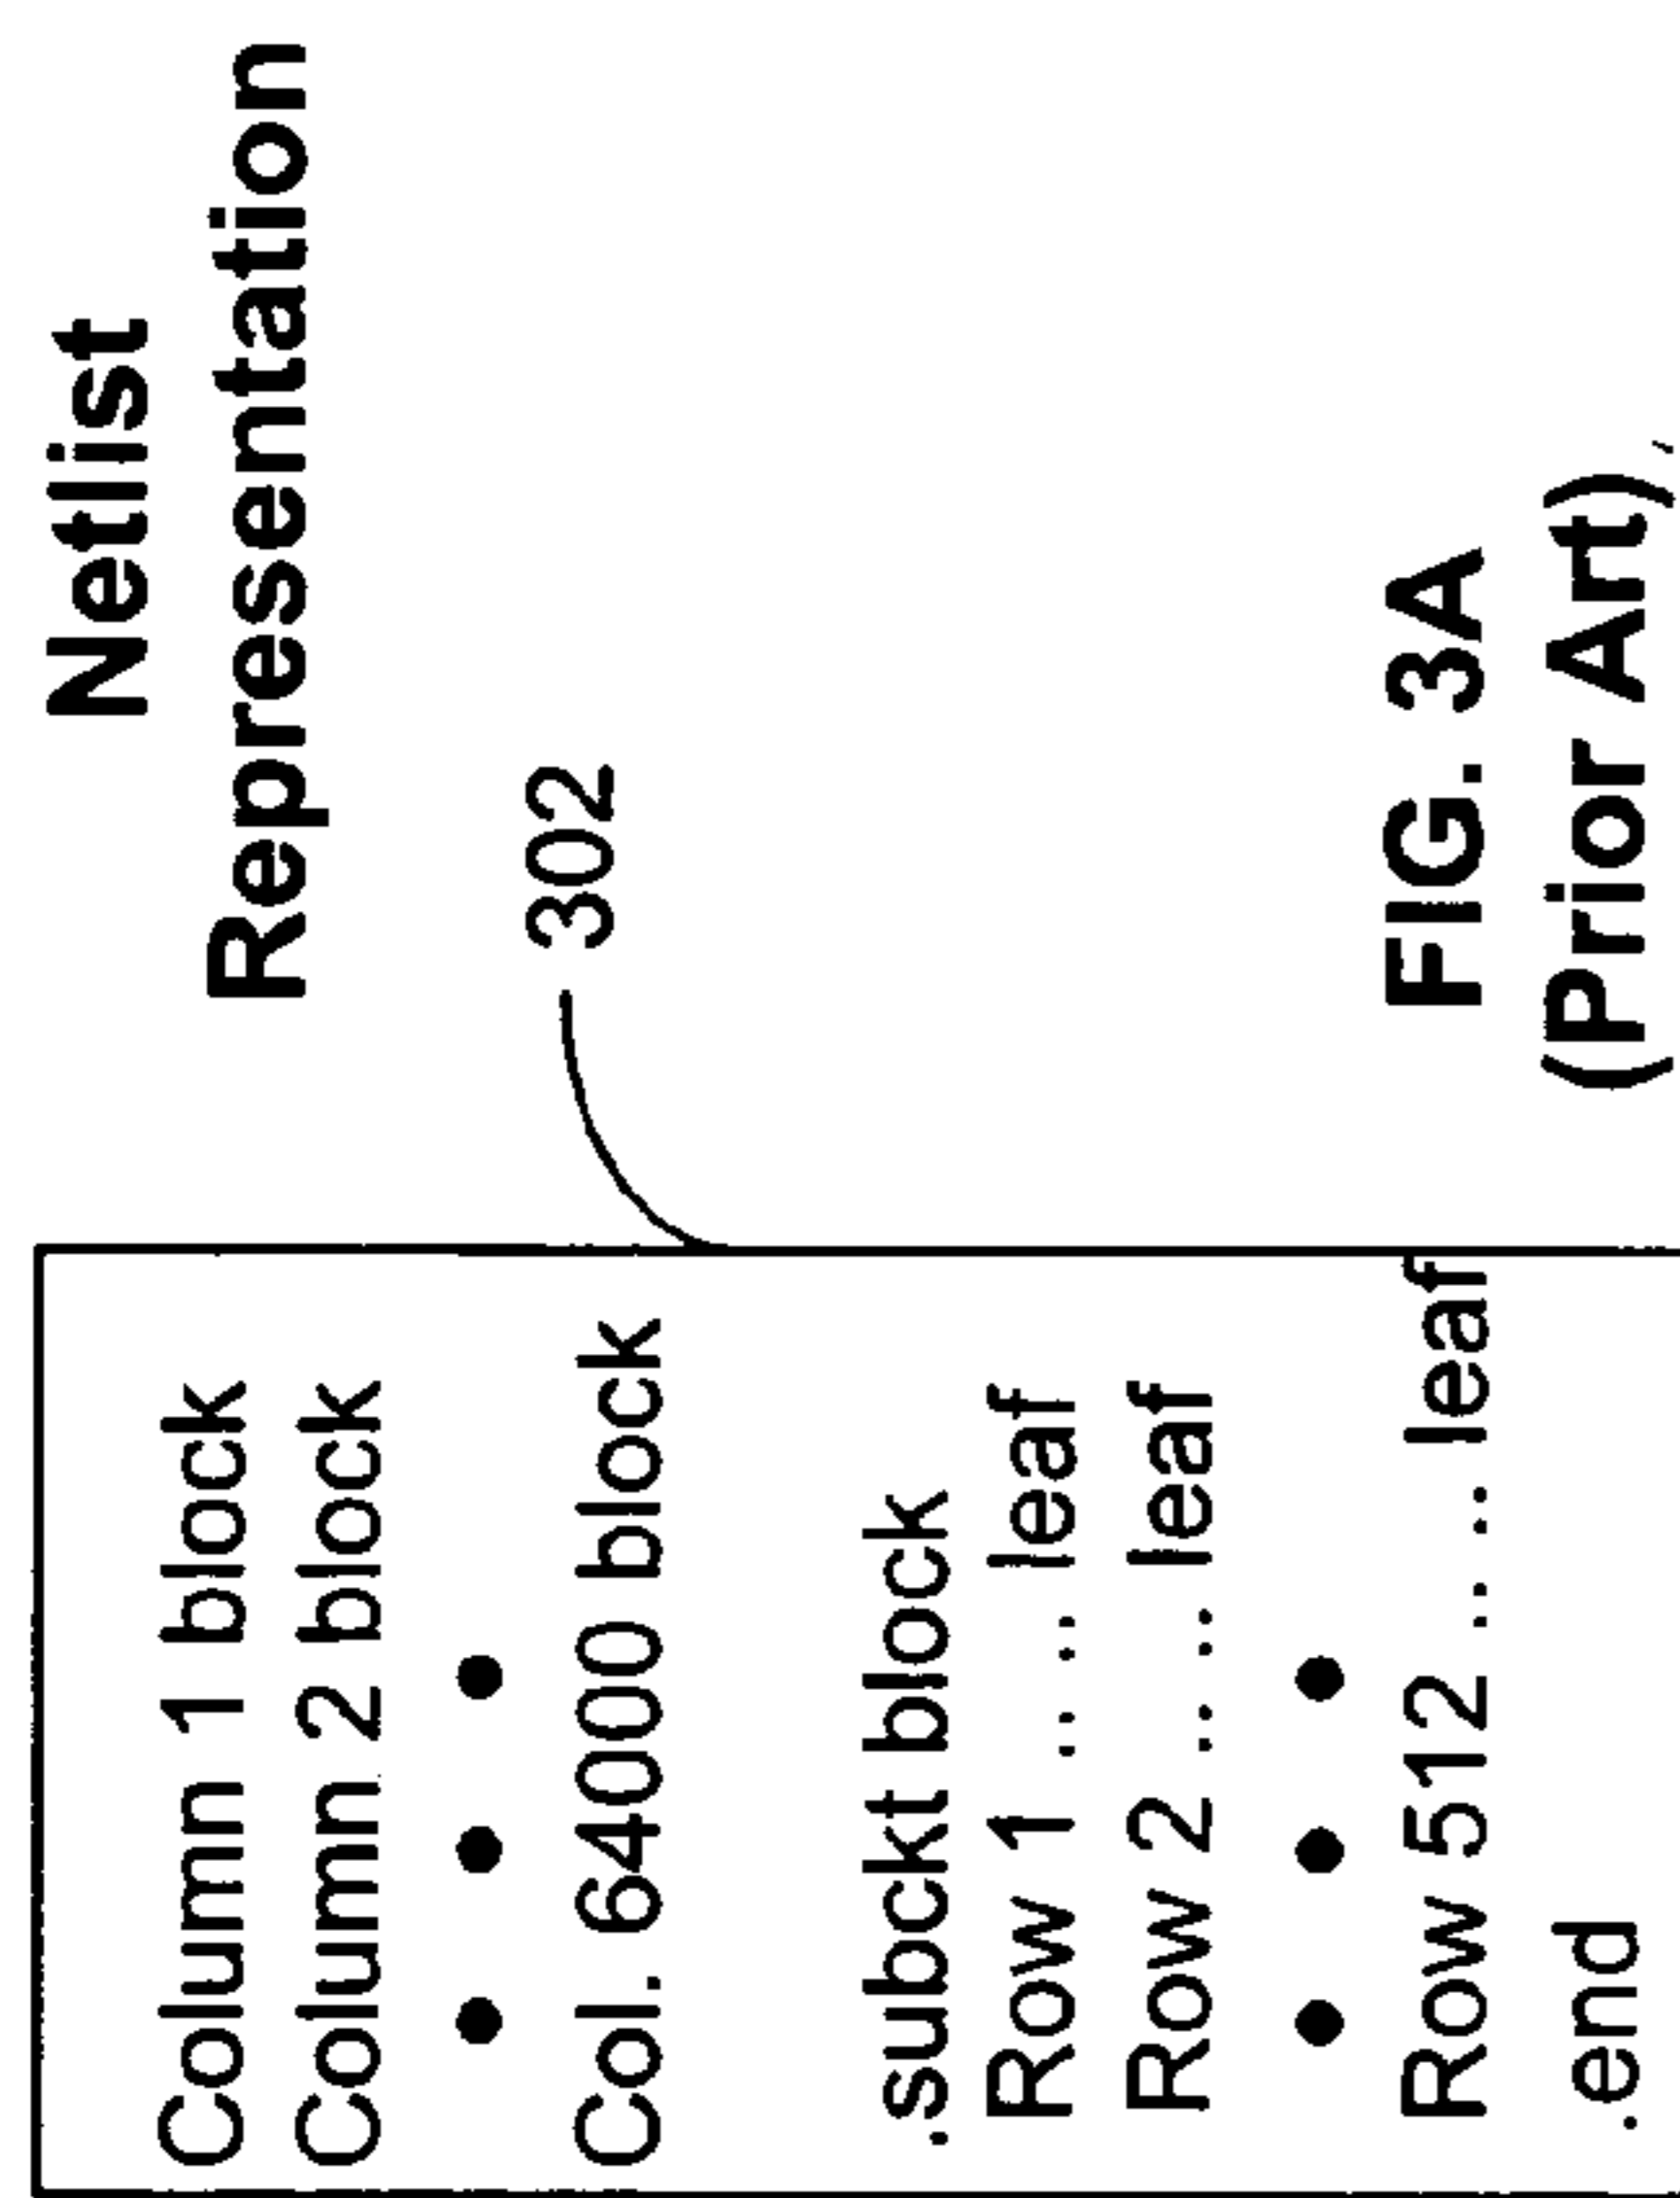 Column 1 block
Column 2 block
● ● ●
Col. 64000 block
.subckt block
Row 1 .. .. leaf
Row 2 .. .. leaf
● ● ●
Row 512 .. .. leaf
.end
Netlist
Representation
302
FIG. 3A
(Prior Art)